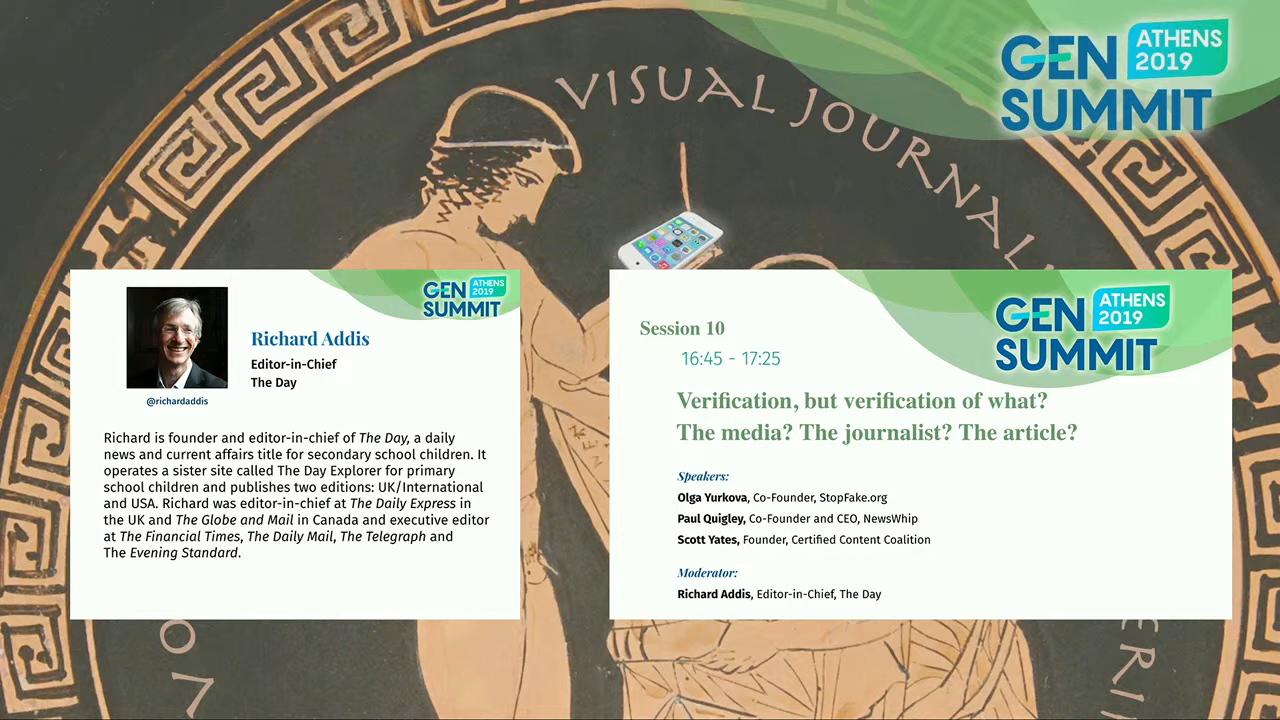 VISUAL JOURNAL
GEN
ATHENS
2019
SUMMIT
GEN
ATHENS
2019
SUMMIT
Richard Addis
Editor-in-Chief
The Day
@richardaddis
Richard is founder and editor-in-chief of The Day, a daily
news and current affairs title for secondary school children. It
operates a sister site called The Day Explorer for primary
school children and publishes two editions: UK/International
and USA. Richard was editor-in-chief at The Daily Express in
the UK and The Globe and Mail in Canada and executive editor
at The Financial Times, The Daily Mail, The Telegraph and
The Evening Standard.
GEN
ATHENS
2019
SUMMIT
Session 10
16:45 - 17:25
Verification, but verification of what?
The media? The journalist? The article?
Speakers:
Olga Yurkova, Co-Founder, StopFake.org
Paul Quigley, Co-Founder and CEO, NewsWhip
Scott Yates, Founder, Certified Content Coalition
Moderator:
Richard Addis, Editor-in-Chief, The Day